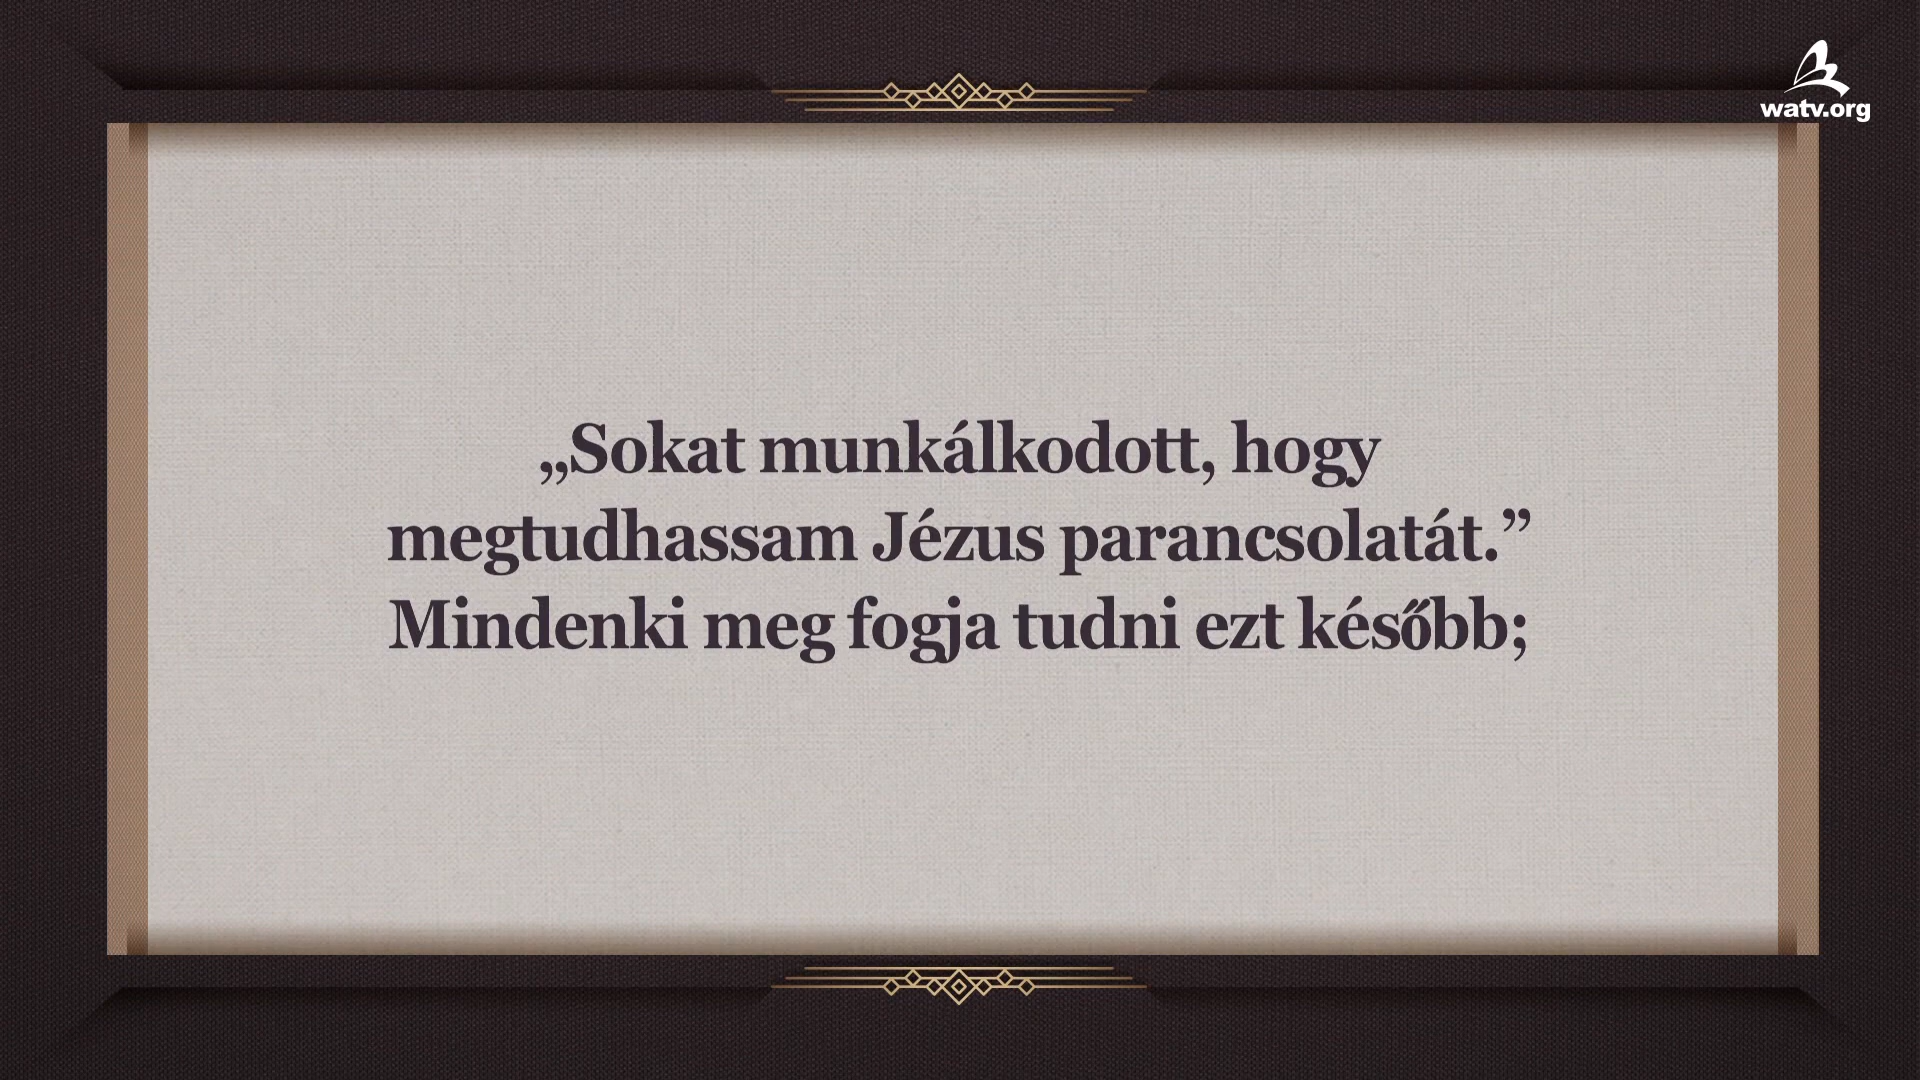 watv.org
„Sokat munkálkodott, hogy
megtudhassam Jézus parancsolatát.”
Mindenki meg fogja tudni ezt később;